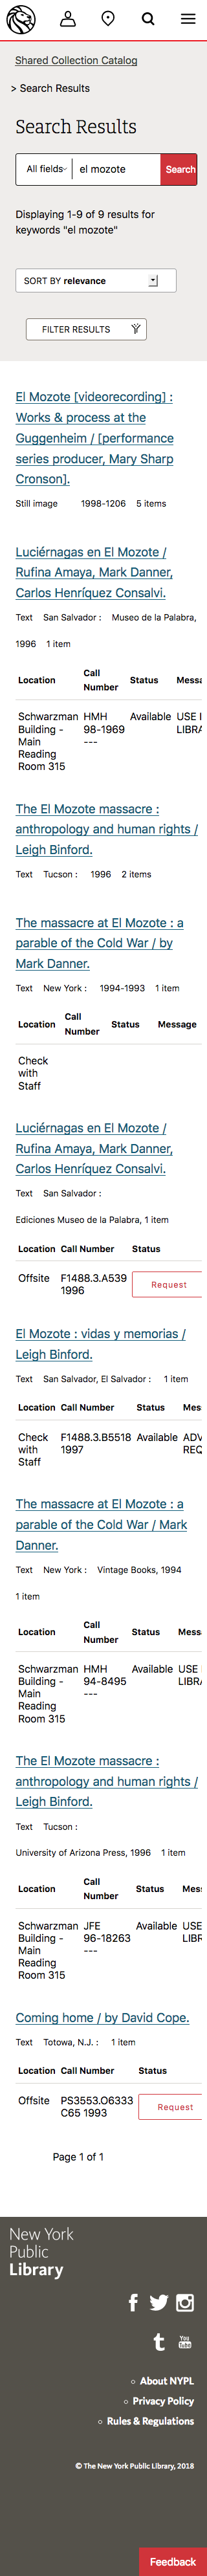 Shared Collection Catalog
> Search Results
Search Results
All fields el mozote Search
Displaying 1-9 of 9 results for
keywords "el mozote"
SORT BY relevance
FILTER RESULTS
El Mozote [videorecording] :
Works & process at the
Guggenheim / [performance
series producer, Mary Sharp
Cronson].
Still image 1998-1206 5 items
Luciérnagas en El Mozote /
Rufina Amaya, Mark Danner,
Carlos Henríquez Consalvi.
Text San Salvador : Museo de la Palabra,
1996 1 item
Location Call Number Status Messa
Schwarzman Building - Main Reading Room 315 HMH 98-1969 --- Available USE I LIBRA
The El Mozote massacre :
anthropology and human rights /
Leigh Binford.
Text Tucson : 1996 2 items
The massacre at El Mozote : a
parable of the Cold War / by
Mark Danner.
Text New York : 1994-1993 1 item
Location Call Number Status Message
Check with Staff
Luciérnagas en El Mozote /
Rufina Amaya, Mark Danner,
Carlos Henríquez Consalvi.
Text San Salvador :
Ediciones Museo de la Palabra, 1 item
Location Call Number Status
Offsite F1488.3.A539 1996 Request
El Mozote : vidas y memorias /
Leigh Binford.
Text San Salvador, El Salvador : 1 item
Location Call Number Status Mes
Check with Staff F1488.3.B5518 1997 Available ADV REQ
The massacre at El Mozote : a
parable of the Cold War / Mark
Danner.
Text New York : Vintage Books, 1994
1 item
Location Call Number Status Messa
Schwarzman Building - Main Reading Room 315 HMH 94-8495 --- Available USE LIBRA
The El Mozote massacre :
anthropology and human rights /
Leigh Binford.
Text Tucson :
University of Arizona Press, 1996 1 item
Location Call Number Status Mes
Schwarzman Building - Main Reading Room 315 JFE 96-18263 --- Available USE LIBR
Coming home / by David Cope.
Text Totowa, N.J. : 1 item
Location Call Number Status
Offsite PS3553.O6333 C65 1993 Request
Page 1 of 1
New York
Public
Library
You Tube
About NYPL
Privacy Policy
Rules & Regulations
© The New York Public Library, 2018
Feedback